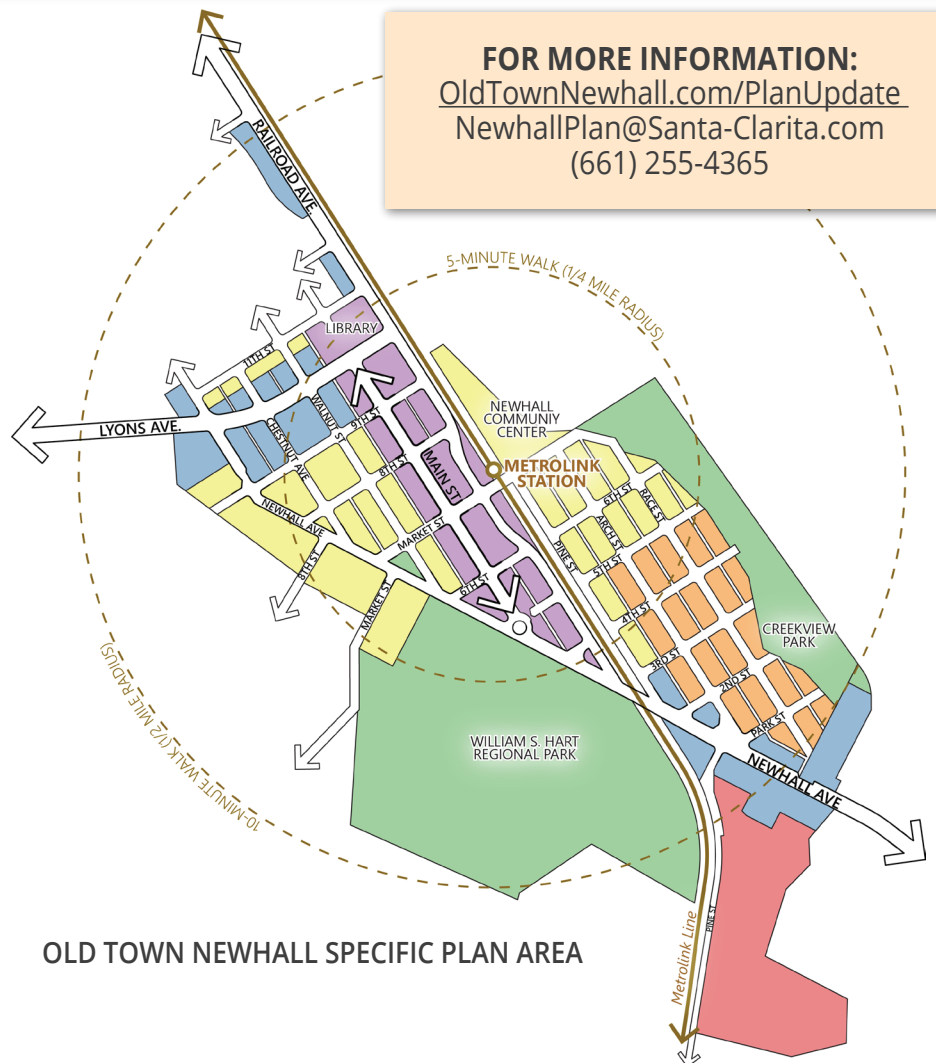 FOR MORE INFORMATION:
OldTownNewhall.com/PlanUpdate
NewhallPlan@Santa-Clarita.com
(661) 255-4365
RAILROAD AVE.
5-MINUTE WALK (1/4 MILE RADIUS)
LIBRARY
11TH ST
LYONS AVE.
WALNUT ST
9TH ST
CHESTNUT AVE
8TH ST
MAIN ST.
NEWHALL
COMMUNIY
CENTER
METROLINK
STATION
6TH ST
RACE ST
ARCH ST
PINE ST
5TH ST
NEWHALL AVE
MARKET ST
8TH ST
6TH ST
MARKET ST
4TH ST
3RD ST
2ND ST
PARK ST
CREEKVIEW
PARK
10-MINUTE WALK (1/2 MILE RADIUS)
WILLIAM S. HART
REGIONAL PARK
NEWHALL AVE
PINE ST
Metrolink Line
OLD TOWN NEWHALL SPECIFIC PLAN AREA